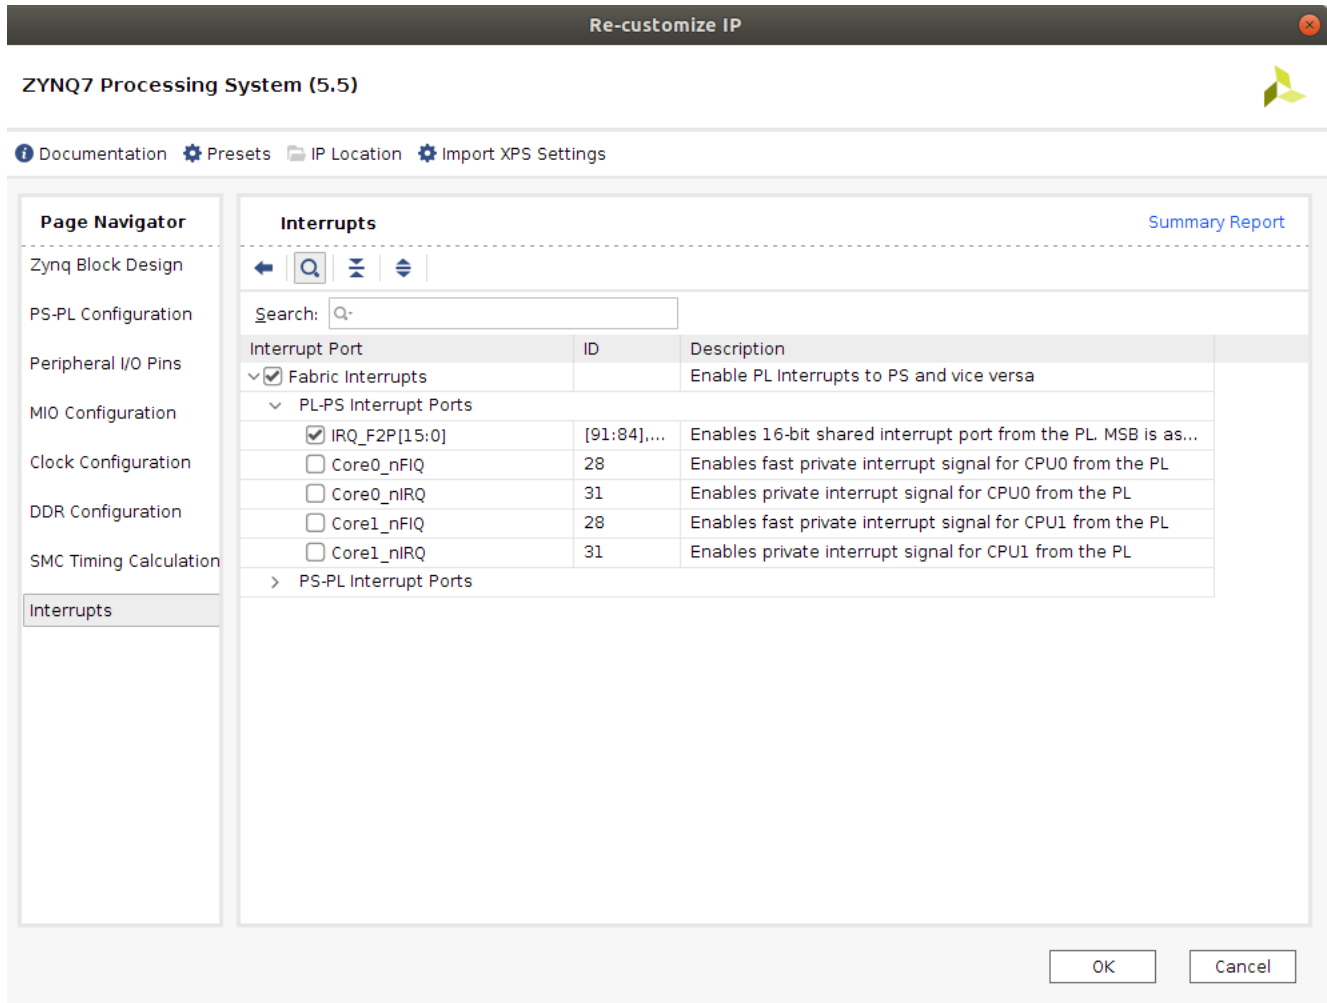 Re-customize IP
ZYNQ7 Processing System (5.5)
Documentation Presets IP Location Import XPS Settings
Page Navigator
Zynq Block Design
PS-PL Configuration
Peripheral I/O Pins
MIO Configuration
Clock Configuration
DDR Configuration
SMC Timing Calculation
Interrupts
Interrupts Summary Report
Search:
Interrupt Port ID Description
Fabric Interrupts Enable PL Interrupts to PS and vice versa
PL-PS Interrupt Ports
IRQ_F2P[15:0] [91:84],... Enables 16-bit shared interrupt port from the PL. MSB is as...
Core0_nFIQ 28 Enables fast private interrupt signal for CPU0 from the PL
Core0_nIRQ 31 Enables private interrupt signal for CPU0 from the PL
Core1_nFIQ 28 Enables fast private interrupt signal for CPU1 from the PL
Core1_nIRQ 31 Enables private interrupt signal for CPU1 from the PL
PS-PL Interrupt Ports
OK Cancel